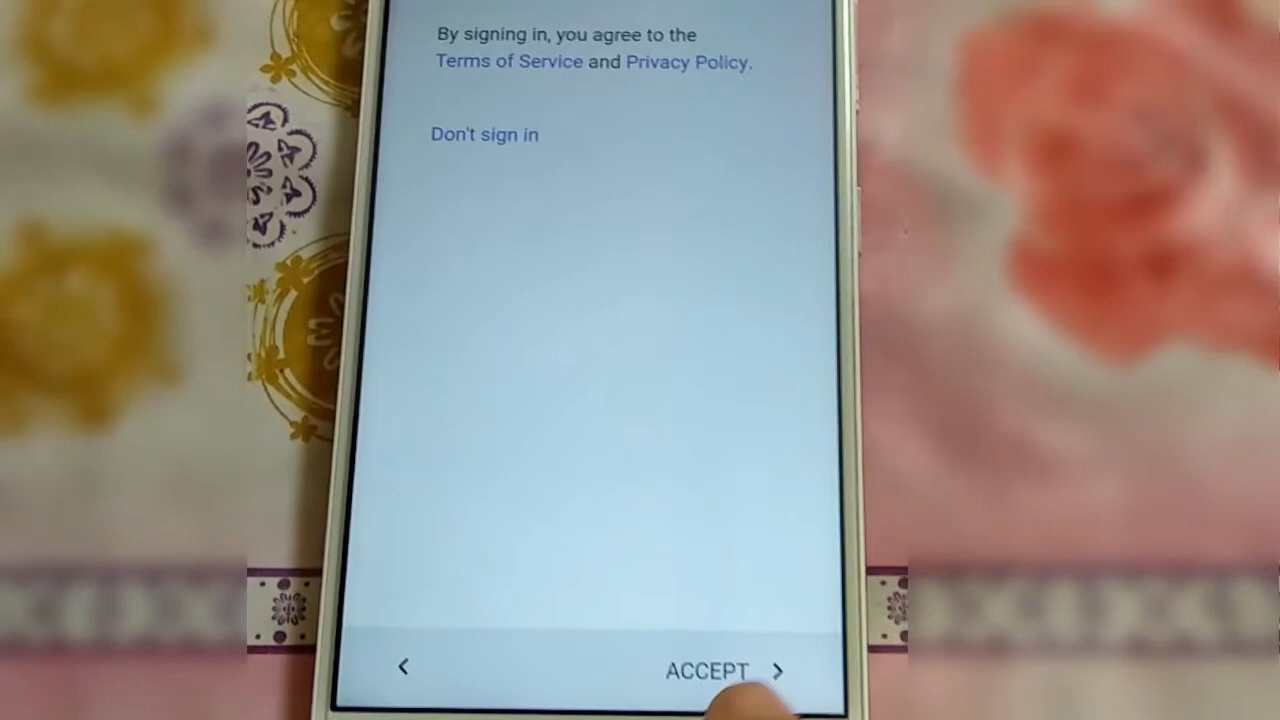 By signing in, you agree to the
Terms of Service and Privacy Policy.
Don't sign in
ACCEPT